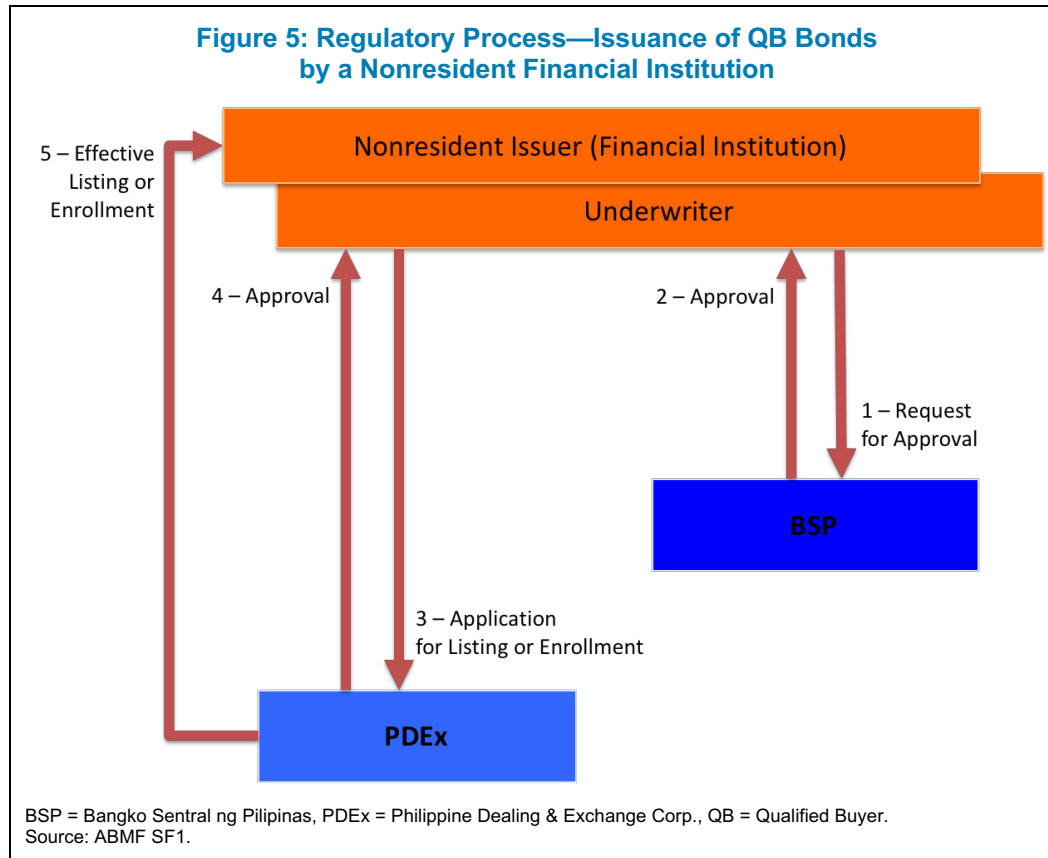 Figure 5: Regulatory Process—Issuance of QB Bonds
by a Nonresident Financial Institution
Nonresident Issuer (Financial Institution)
Underwriter
5 – Effective
Listing or
Enrollment
4 – Approval
2 – Approval
1 – Request
for Approval
BSP
3 – Application
for Listing or Enrollment
PDEx
BSP = Bangko Sentral ng Pilipinas, PDEx = Philippine Dealing & Exchange Corp., QB = Qualified Buyer.
Source: ABMF SF1.